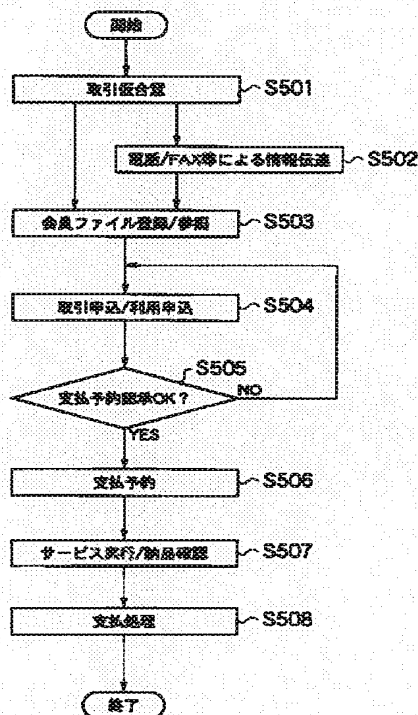 開始
取引仮合意 S501
電話/FAX等による情報伝達 S502
会員ファイル登録/参照 S503
取引申込/利用申込 S504
S505
支払予約認承OK?
NO
YES
支払予約 S506
サービス実行/納品確認 S507
支払処理 S508
終了